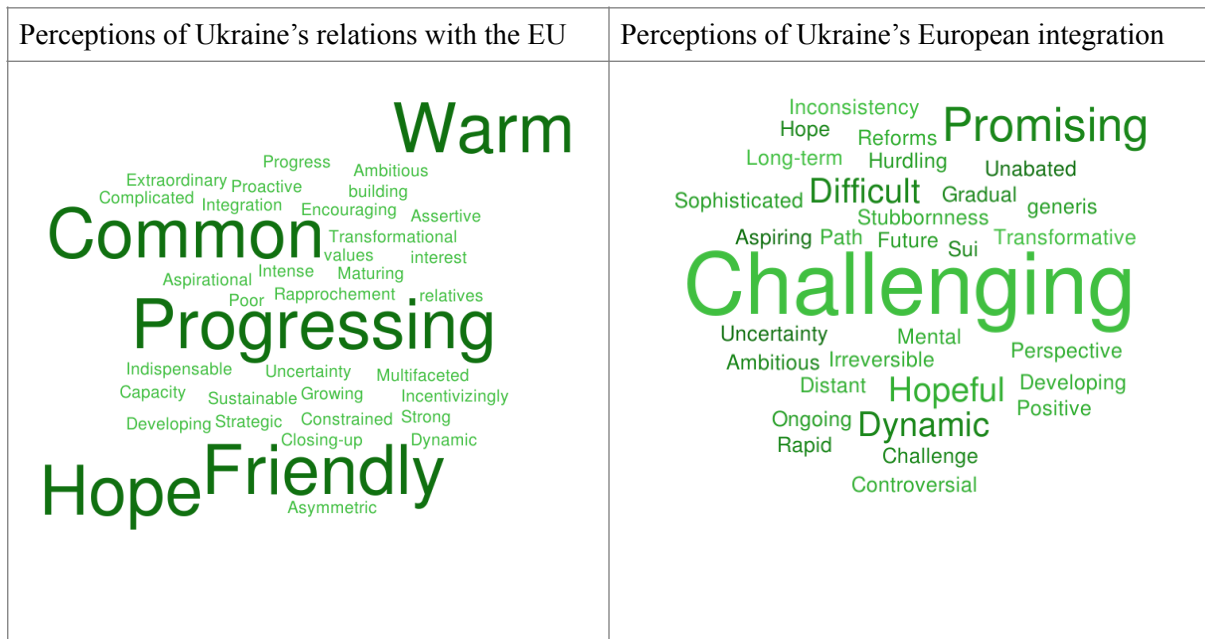 Perceptions of Ukraine’s relations with the EU
Warm
Progress
Ambitious
Extraordinary
Proactive
building
Complicated
Integration
Encouraging
Assertive
Common
Transformational
values
interest
Aspirational
Intense
Maturing
Poor
Rapprochement
relatives
Progressing
Indispensable
Uncertainty
Multifaceted
Capacity
Sustainable
Growing
Incentivizingly
Developing
Strategic
Constrained
Strong
Closing-up
Dynamic
Friendly
Hope
Asymmetric
Perceptions of Ukraine’s European integration
Inconsistency
Promising
Hope
Reforms
Long-term
Hurdling
Unabated
Sophisticated
Difficult
Gradual
generis
Stubbornness
Aspiring
Path
Future
Sui
Transformative
Challenging
Uncertainty
Mental
Perspective
Ambitious
Irreversible
Distant
Hopeful
Developing
Positive
Ongoing
Dynamic
Rapid
Challenge
Controversial